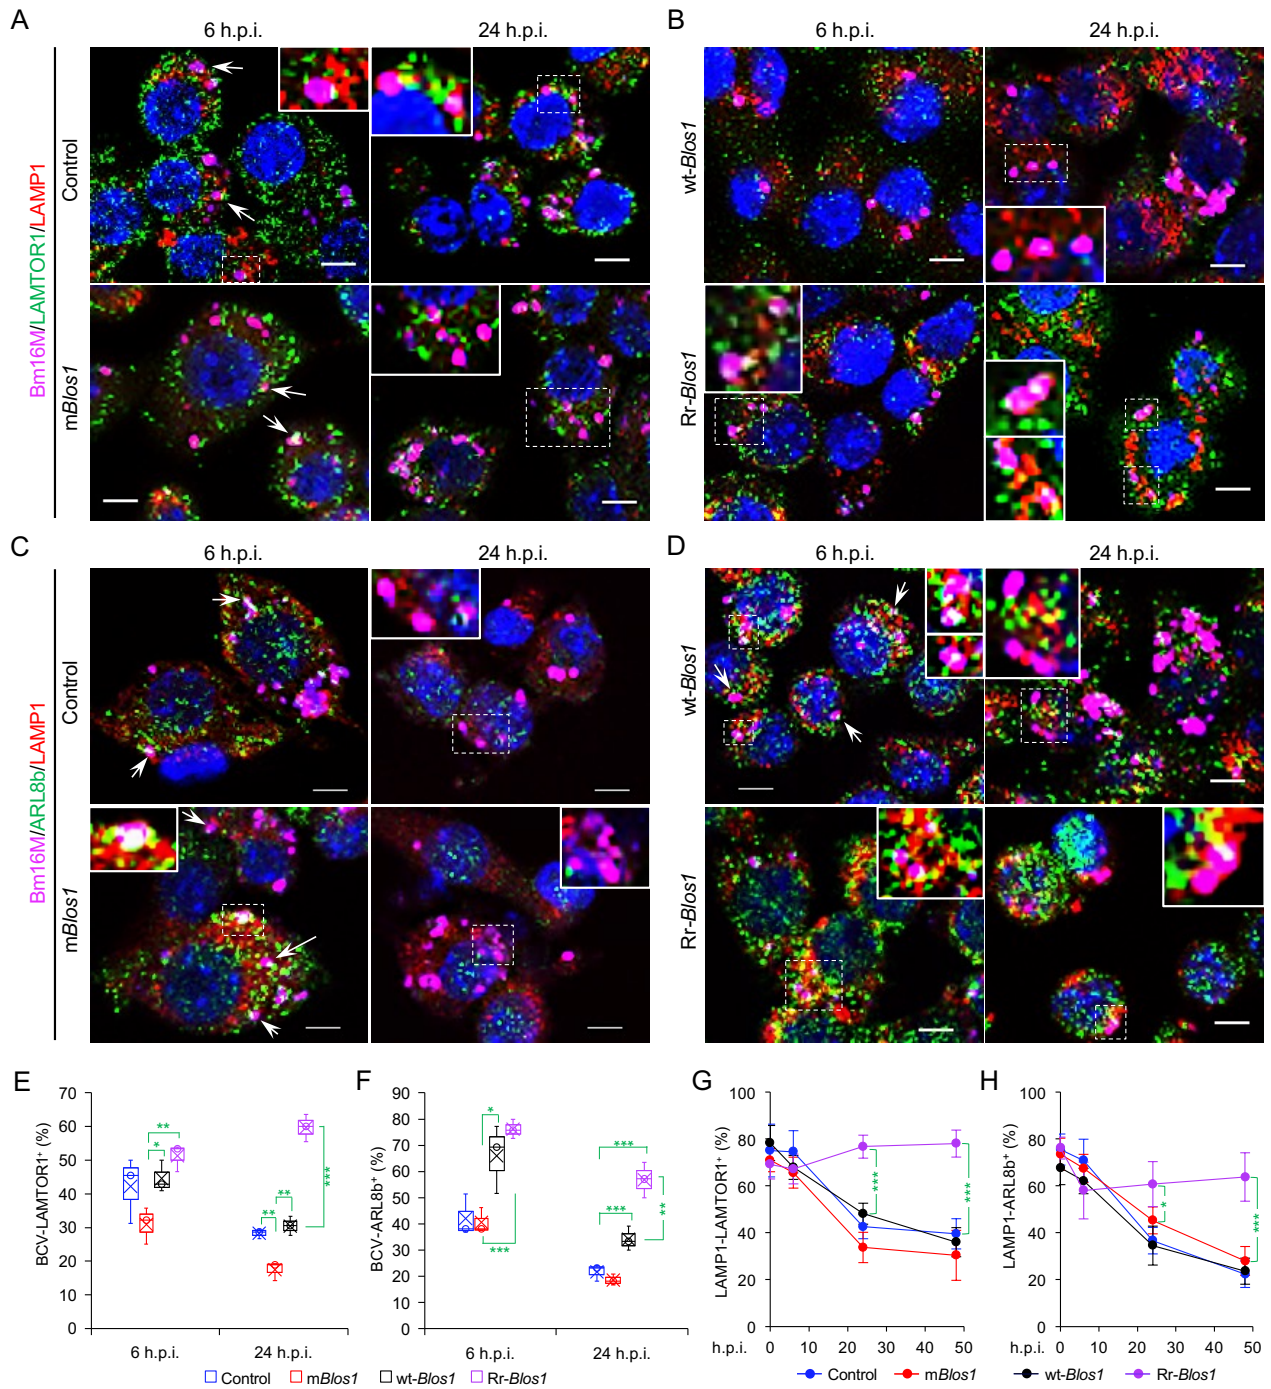 A
6 h.p.i.
24 h.p.i.
B
6 h.p.i.
24 h.p.i.
Bm16M/LAMTOR1/LAMP1
Control
mBlos1
wt-Blos1
Rr-Blos1
C
6 h.p.i.
24 h.p.i.
D
6 h.p.i.
24 h.p.i.
Bm16M/ARL8b/LAMP1
Control
mBlos1
wt-Blos1
Rr-Blos1
E
BCV-LAMTOR1+ (%)
70
60
50
40
30
20
10
0
**
*
**
**
***
6 h.p.i.
24 h.p.i.
F
BCV-ARL8b+ (%)
90
80
70
60
50
40
30
20
10
0
*
***
***
***
**
6 h.p.i.
24 h.p.i.
Control
mBlos1
wt-Blos1
Rr-Blos1
G
LAMP1-LAMTOR1+ (%)
100
80
60
40
20
0
***
***
h.p.i.
0 10 20 30 40 50
H
LAMP1-ARL8b+ (%)
100
80
60
40
20
0
*
***
0 10 20 30 40 50
Control
mBlos1
wt-Blos1
Rr-Blos1